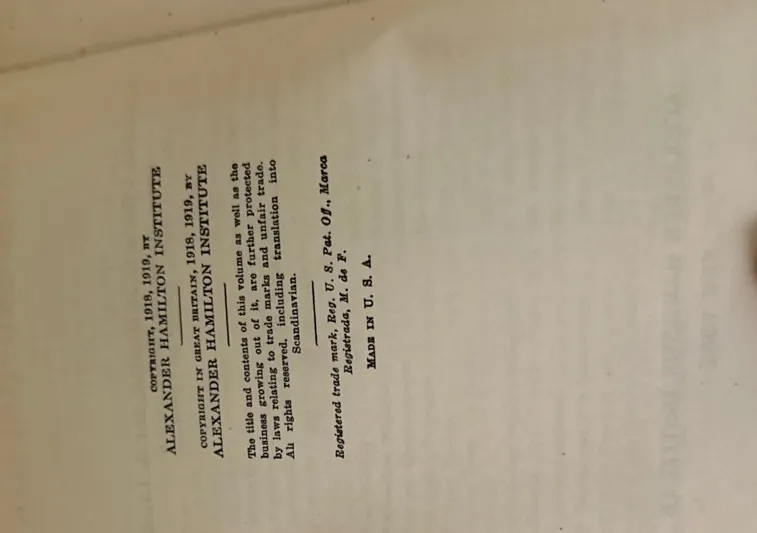 COPYRIGHT, 1918, 1919, BY
ALEXANDER HAMILTON INSTITUTE
COPYRIGHT IN GREAT BRITAIN, 1918, 1919, BY
ALEXANDER HAMILTON INSTITUTE
The title and contents of this volume as well as the
business growing out of it, are further protected
by laws relating to trade marks and unfair trade.
All rights reserved, including translation into
Scandinavian.
Registered trade mark, Reg. U. S. Pat. Off., Marca
Registrada, M. de F.
MADE IN U. S. A.